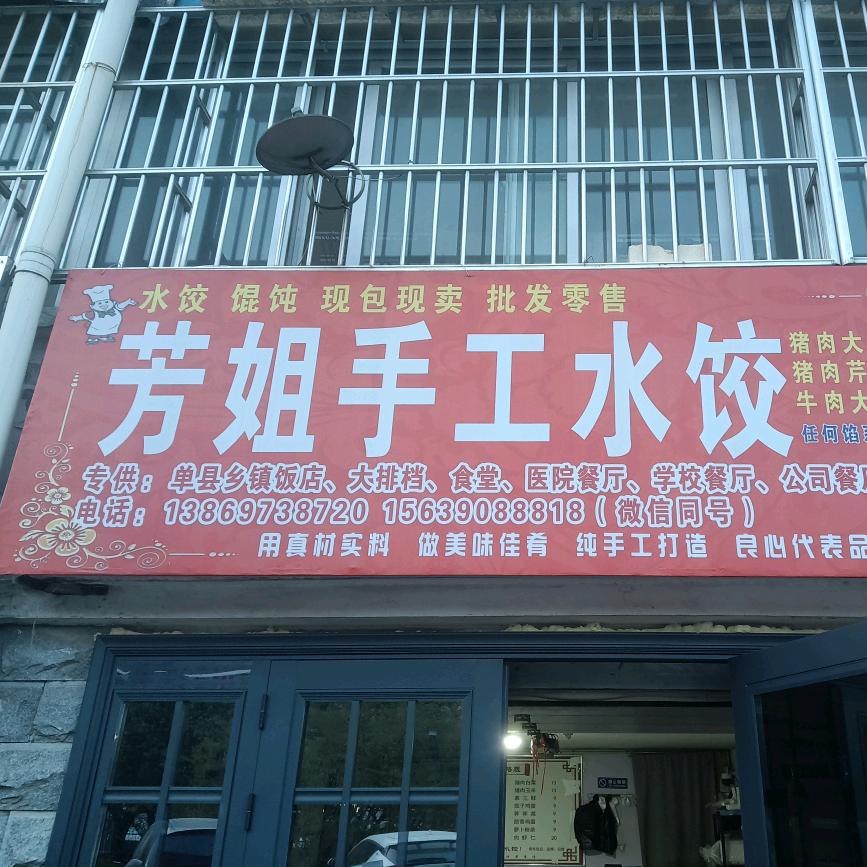 水饺 馄饨 现包现卖 批发零售
芳姐手工水饺
猪肉大
猪肉芹
牛肉大
任何馅
专供：单县乡镇饭店、大排档、食堂、医院餐厅、学校餐厅、公司餐
电话：13869738720 15639088818（微信同号）
用真材实料 做美味佳肴 纯手工打造 良心代表品